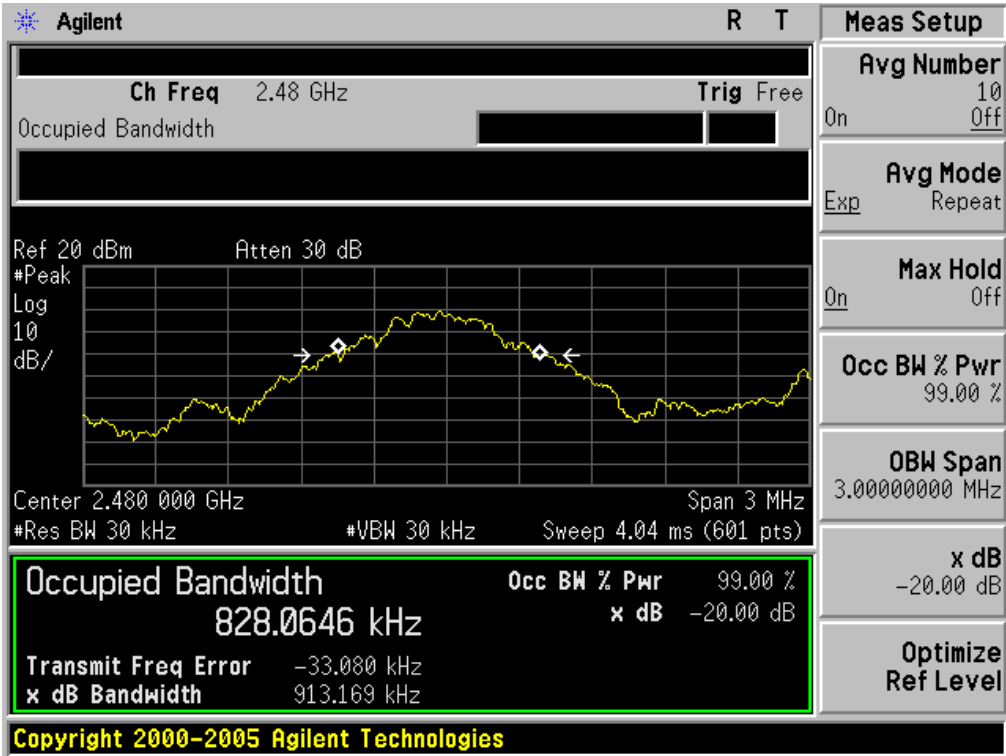 Agilent R T
Ch Freq 2.48 GHz Trig Free
Occupied Bandwidth
Ref 20 dBm Atten 30 dB
#Peak
Log
10
dB/
Center 2.480 000 GHz Span 3 MHz
#Res BW 30 kHz #VBW 30 kHz Sweep 4.04 ms (601 pts)
Occupied Bandwidth Occ BW % Pwr 99.00 %
828.0646 kHz x dB -20.00 dB
Transmit Freq Error -33.080 kHz
x dB Bandwidth 913.169 kHz
Copyright 2000-2005 Agilent Technologies
Meas Setup
Avg Number
10
On Off
Avg Mode
Exp Repeat
Max Hold
On Off
Occ BW % Pwr
99.00 %
OBW Span
3.00000000 MHz
x dB
-20.00 dB
Optimize
Ref Level